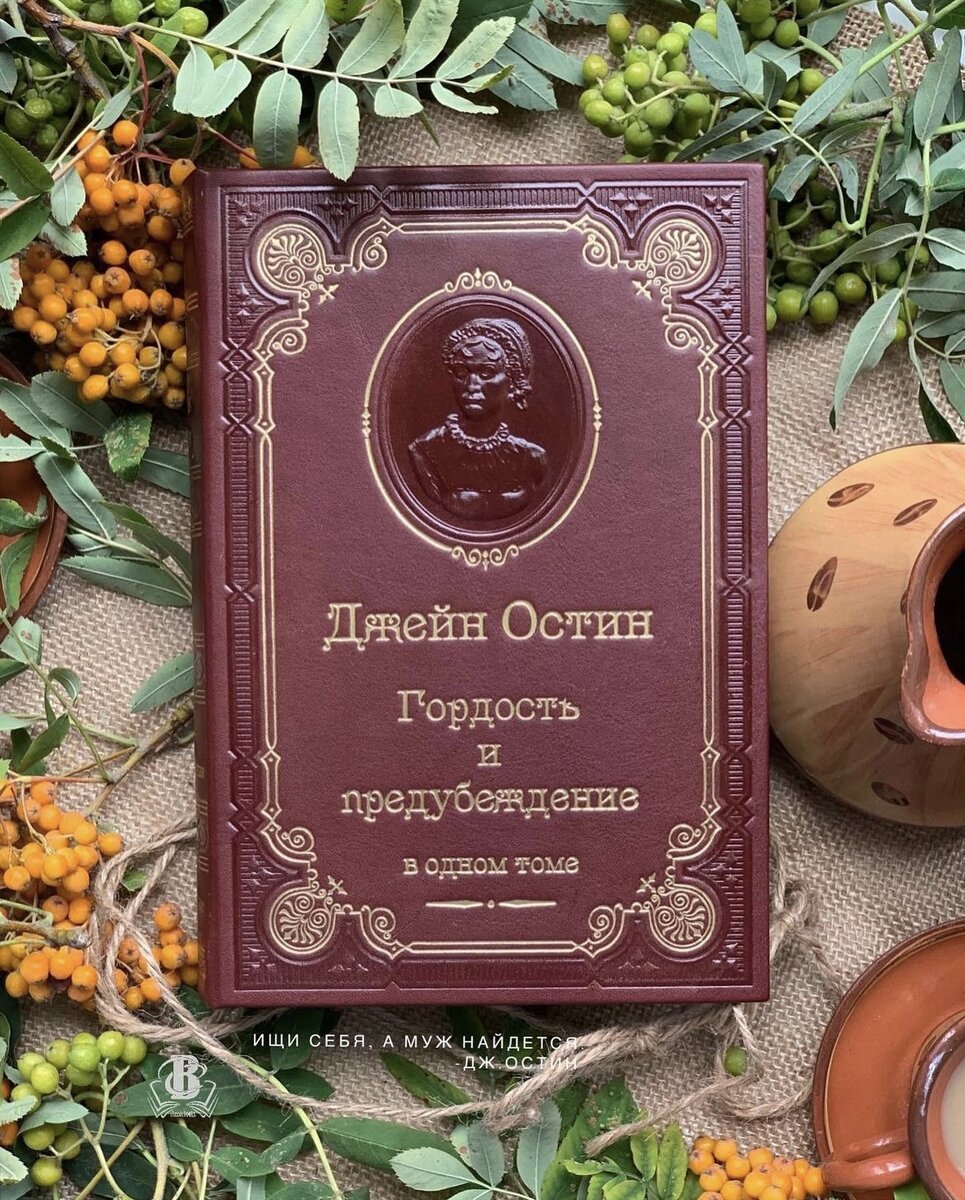 Джейн Остин
Гордость
и
предубеждение
в одном томе
ИЩИ СЕБЯ, А МУЖ НАЙДЕТСЯ
-ДЖ.ОСТИН